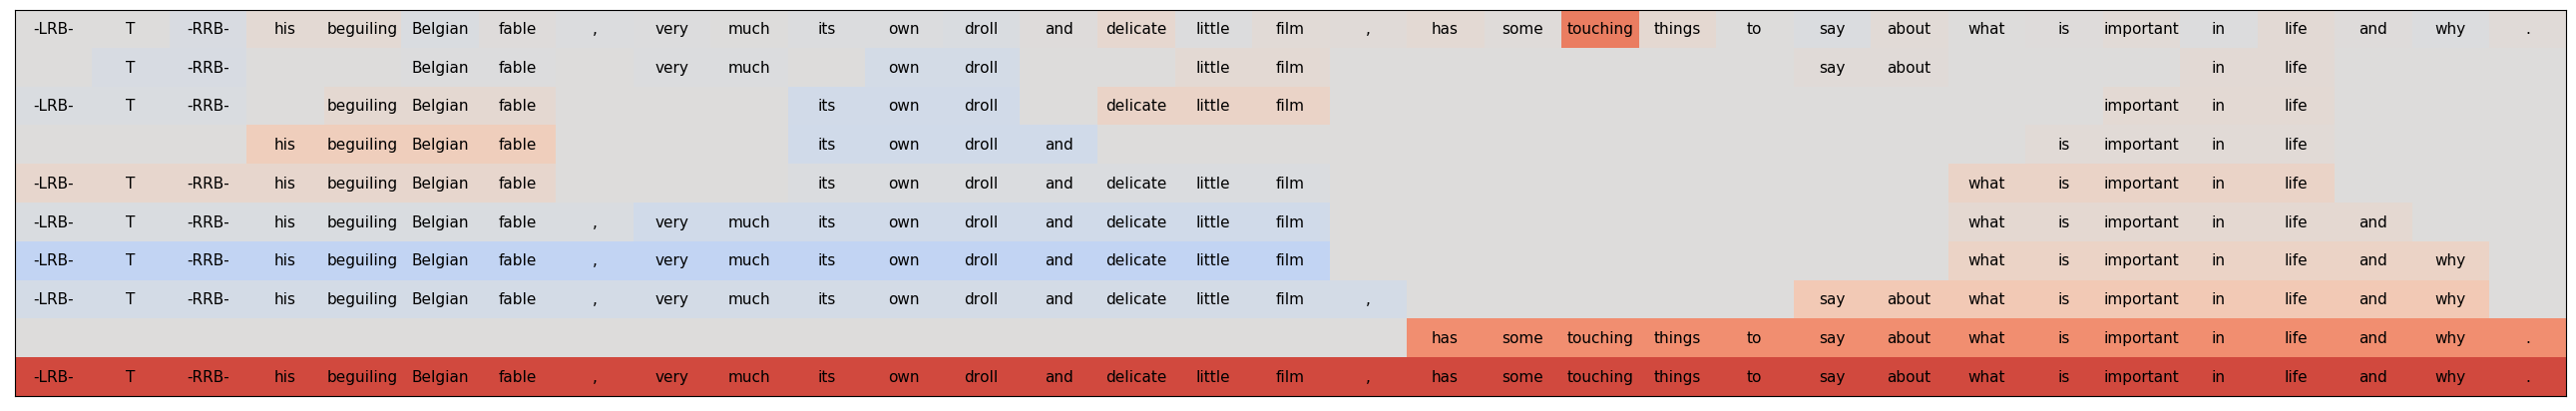 -LRB- T -RRB- his beguiling Belgian fable , very much its own droll and delicate little film , has some touching things to say about what is important in life and why .
T -RRB- Belgian fable very much own droll little film say about in life
-LRB- T -RRB- beguiling Belgian fable its own droll delicate little film important in life
his beguiling Belgian fable its own droll and is important in life
-LRB- T -RRB- his beguiling Belgian fable its own droll and delicate little film what is important in life
-LRB- T -RRB- his beguiling Belgian fable , very much its own droll and delicate little film what is important in life and
-LRB- T -RRB- his beguiling Belgian fable , very much its own droll and delicate little film what is important in life and why
-LRB- T -RRB- his beguiling Belgian fable , very much its own droll and delicate little film , say about what is important in life and why
has some touching things to say about what is important in life and why .
-LRB- T -RRB- his beguiling Belgian fable , very much its own droll and delicate little film , has some touching things to say about what is important in life and why .